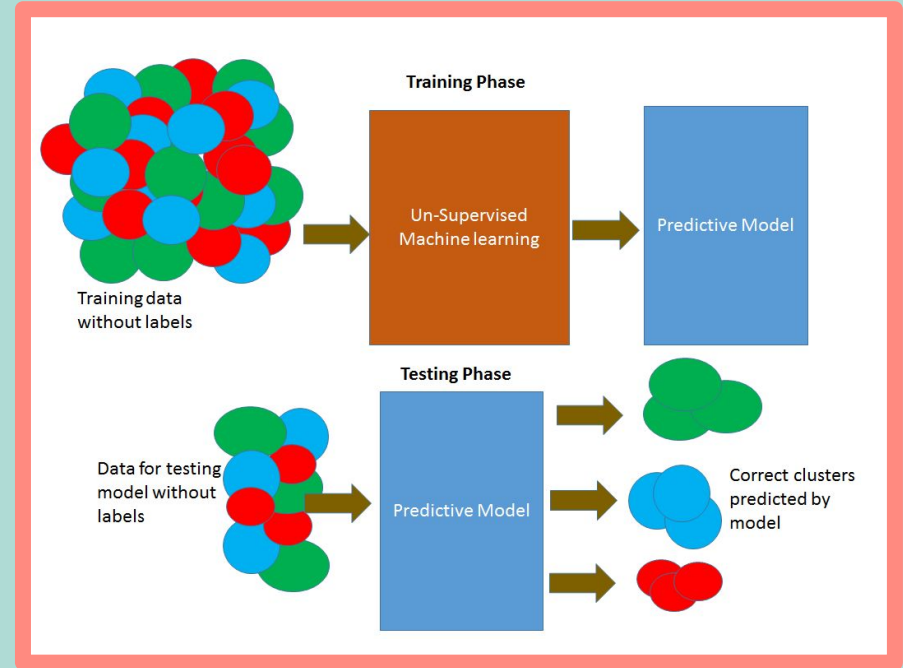 Training Phase
Un-Supervised
Machine learning
Predictive Model
Training data
without labels
Testing Phase
Data for testing
model without
labels
Predictive Model
Correct clusters
predicted by
model